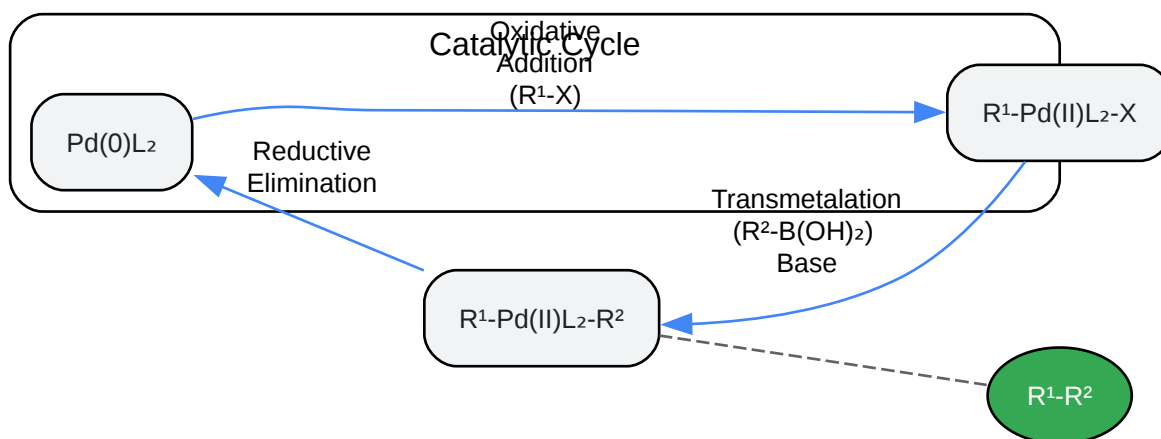 Catalytic Cycle
Oxidative
Addition
(R¹-X)
Pd(0)L₂
R¹-Pd(II)L₂-X
Reductive
Elimination
Transmetalation
(R²-B(OH)₂)
Base
R¹-Pd(II)L₂-R²
R¹-R²